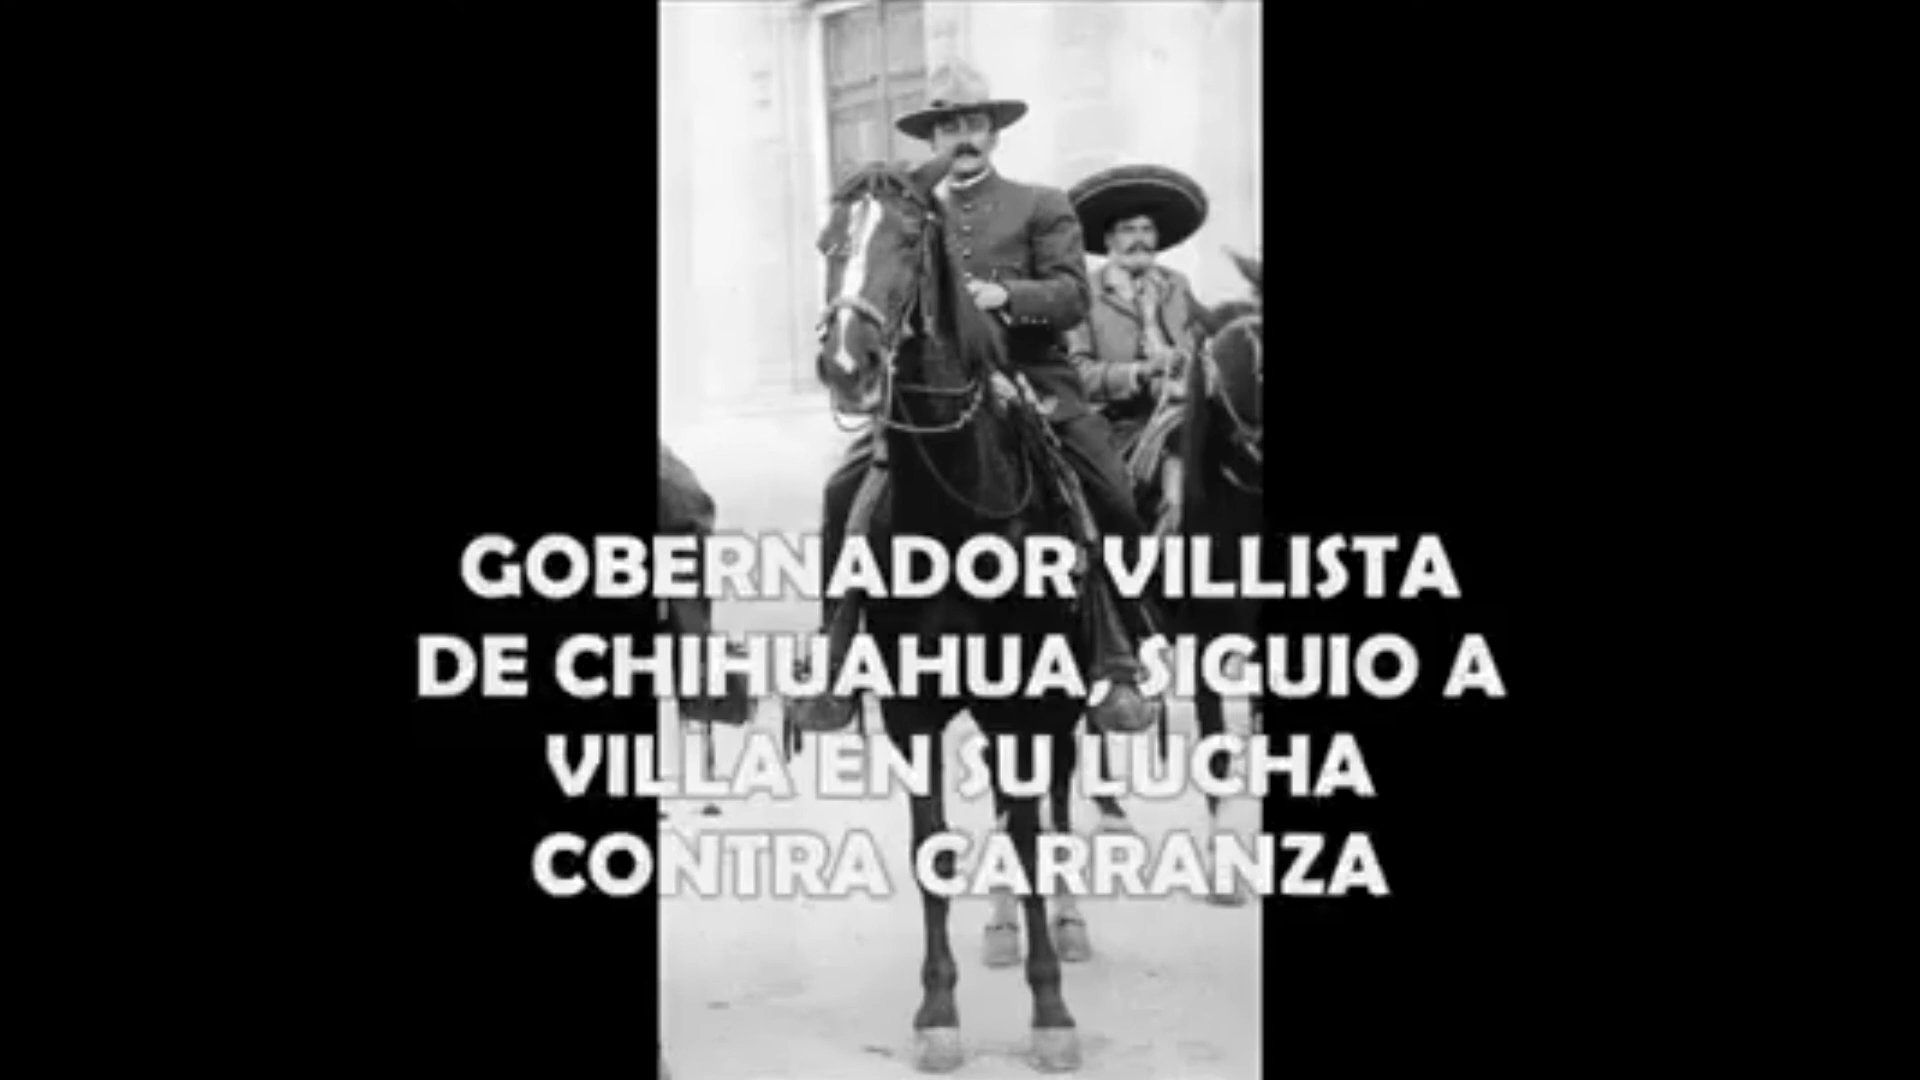 GOBERNADOR VILLISTA
DE CHIHUAHUA, SIGUIO A
VILLA EN SU LUCHA
CONTRA CARRANZA